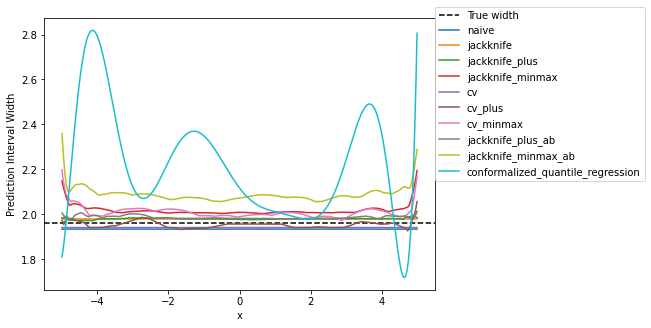 True width
naive
jackknife
jackknife_plus
jackknife_minmax
cv
cv_plus
cv_minmax
jackknife_plus_ab
jackknife_minmax_ab
conformalized_quantile_regression
Prediction Interval Width
2.8
2.6
2.4
2.2
2.0
1.8
−4
−2
0
2
4
x